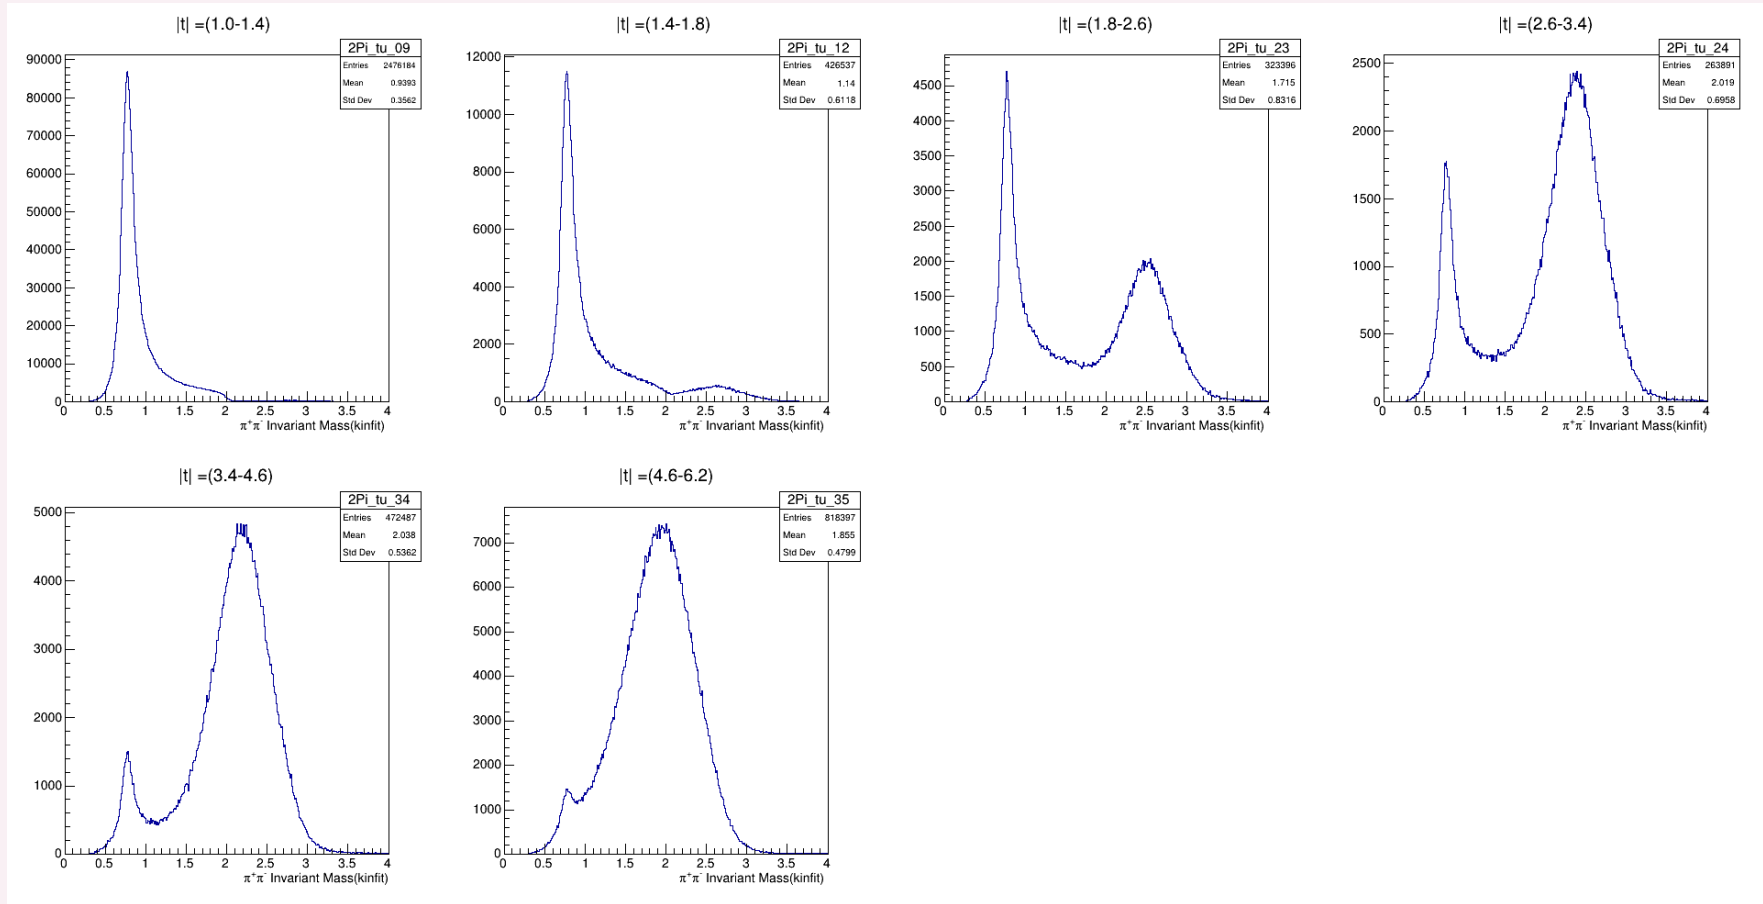 |t| =(1.0-1.4)
2Pi_tu_09
Entries 2476184
Mean 0.9393
Std Dev 0.3562
90000
80000
70000
60000
50000
40000
30000
20000
10000
0
0 0.5 1 1.5 2 2.5 3 3.5 4
π⁺π⁻ Invariant Mass(kinfit)
|t| =(1.4-1.8)
2Pi_tu_12
Entries 426537
Mean 1.14
Std Dev 0.6118
12000
10000
8000
6000
4000
2000
0
0 0.5 1 1.5 2 2.5 3 3.5 4
π⁺π⁻ Invariant Mass(kinfit)
|t| =(1.8-2.6)
2Pi_tu_23
Entries 323396
Mean 1.715
Std Dev 0.8316
4500
4000
3500
3000
2500
2000
1500
1000
500
0
0 0.5 1 1.5 2 2.5 3 3.5 4
π⁺π⁻ Invariant Mass(kinfit)
|t| =(2.6-3.4)
2Pi_tu_24
Entries 263891
Mean 2.019
Std Dev 0.6958
2500
2000
1500
1000
500
0
0 0.5 1 1.5 2 2.5 3 3.5 4
π⁺π⁻ Invariant Mass(kinfit)
|t| =(3.4-4.6)
2Pi_tu_34
Entries 472487
Mean 2.038
Std Dev 0.5362
5000
4000
3000
2000
1000
0
0 0.5 1 1.5 2 2.5 3 3.5 4
π⁺π⁻ Invariant Mass(kinfit)
|t| =(4.6-6.2)
2Pi_tu_35
Entries 818397
Mean 1.855
Std Dev 0.4799
7000
6000
5000
4000
3000
2000
1000
0
0 0.5 1 1.5 2 2.5 3 3.5 4
π⁺π⁻ Invariant Mass(kinfit)